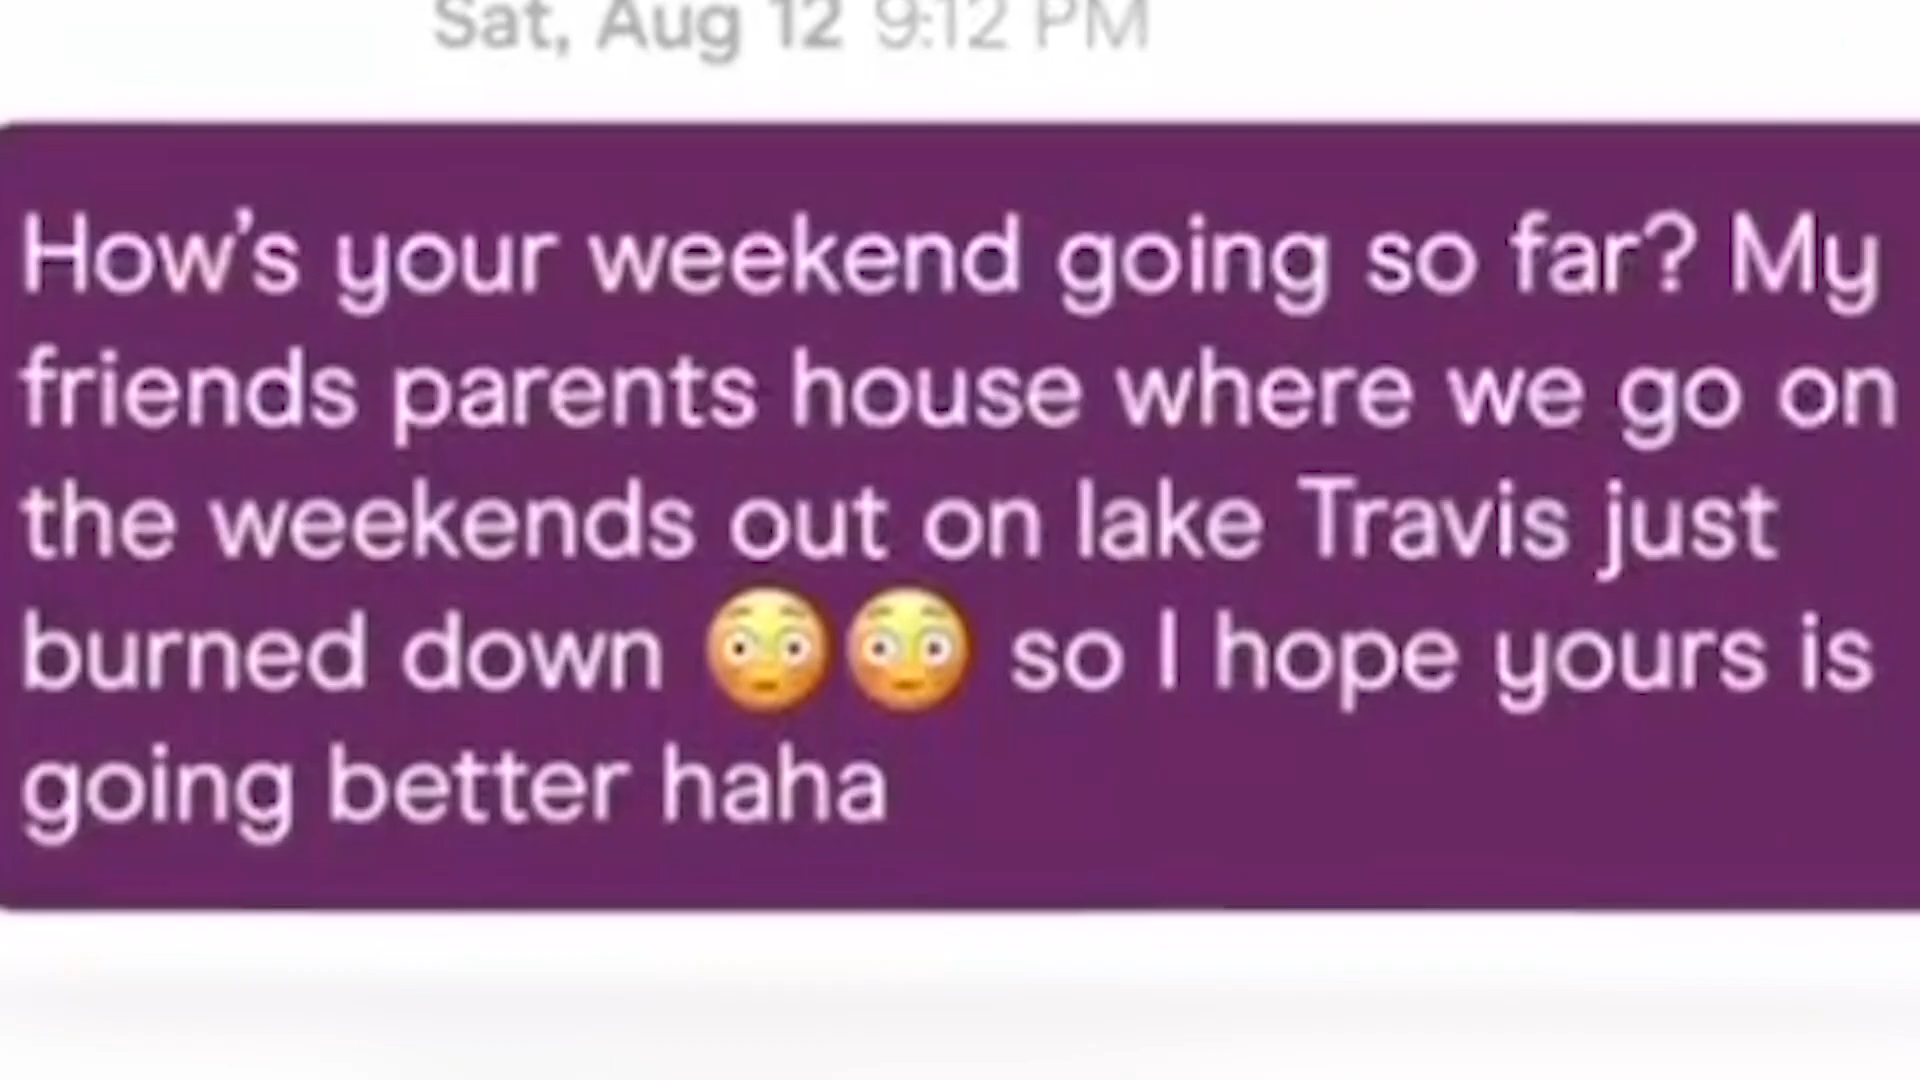 Sat, Aug 12 9:12 PM
How's your weekend going so far? My
friends parents house where we go on
the weekends out on lake Travis just
burned down 😳😳 so I hope yours is
going better haha